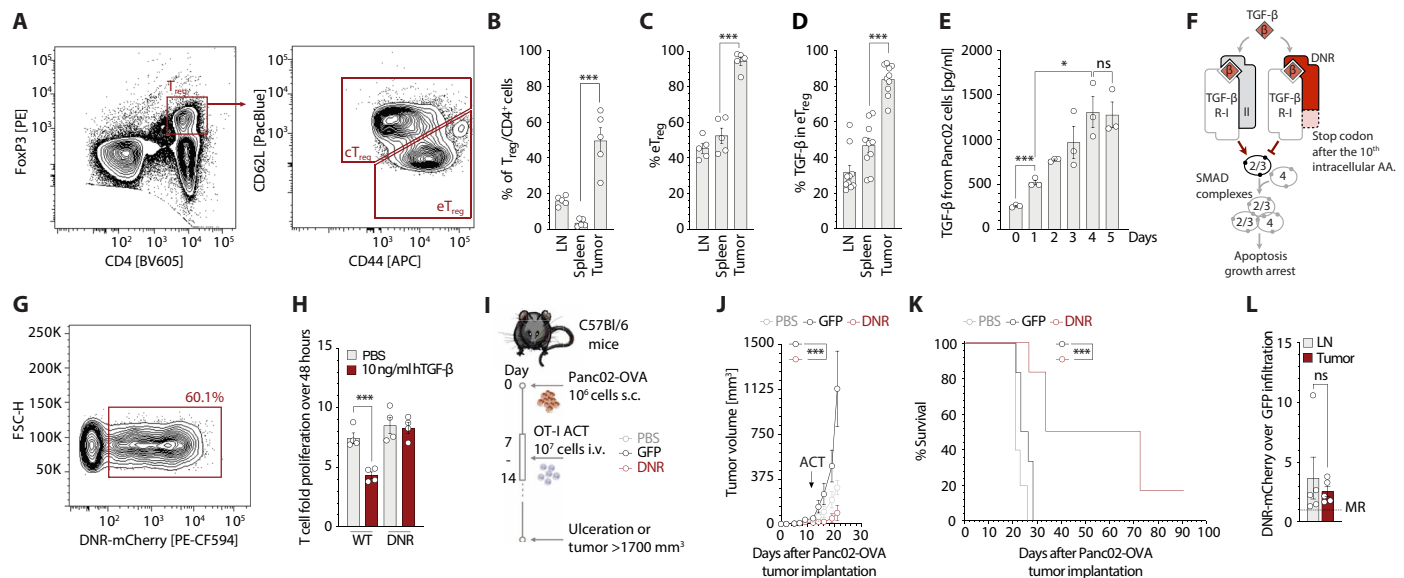 A
FoxP3 [PE]
10⁵
10⁴
10³
0
Treg
0 10² 10³ 10⁴ 10⁵
CD4 [BV605]
CD62L [PacBlue]
10⁵
10⁴
10³
0
cTreg
eTreg
0 10² 10³ 10⁴ 10⁵
CD44 [APC]
B
% of Treg/CD4⁺ cells
100
80
60
40
20
0
***
LN
Spleen
Tumor
C
% eTreg
100
80
60
40
20
0
***
LN
Spleen
Tumor
D
% TGF-β in eTreg
100
80
60
40
20
0
***
LN
Spleen
Tumor
E
TGF-β from Panco2 cells [pg/ml]
2000
1500
1000
500
0
***
*
ns
0 1 2 3 4 5 Days
F
TGF-β
β
DNR
β
β
TGF-β
R-I
II
TGF-β
R-I
Stop codon
after the 10th
intracellular AA.
2/3
SMAD
complexes
4
2/3
2/3 4
Apoptosis
growth arrest
G
FSC-H
250K
200K
150K
100K
50K
60.1%
0 10² 10³ 10⁴ 10⁵
DNR-mCherry [PE-CF594]
H
T cell fold proliferation over 48 hours
15
10
5
0
PBS
10 ng/ml hTGF-β
***
WT DNR
I
C57Bl/6
mice
Day
0
Panc02-OVA
10⁶ cells s.c.
7
-
14
OT-I ACT
10⁷ cells i.v.
PBS
GFP
DNR
Ulceration or
tumor >1700 mm³
J
PBS GFP DNR
***
Tumor volume [mm³]
1500
1125
750
375
0
ACT
0 10 20 30
Days after Panc02-OVA
tumor implantation
K
PBS GFP DNR
***
% Survival
100
80
60
40
20
0
0 10 20 30 40 50 60 70 80 90 100
Days after Panc02-OVA
tumor implantation
L
LN
Tumor
DNR-mCherry over GFP infiltration
15
10
5
0
ns
MR